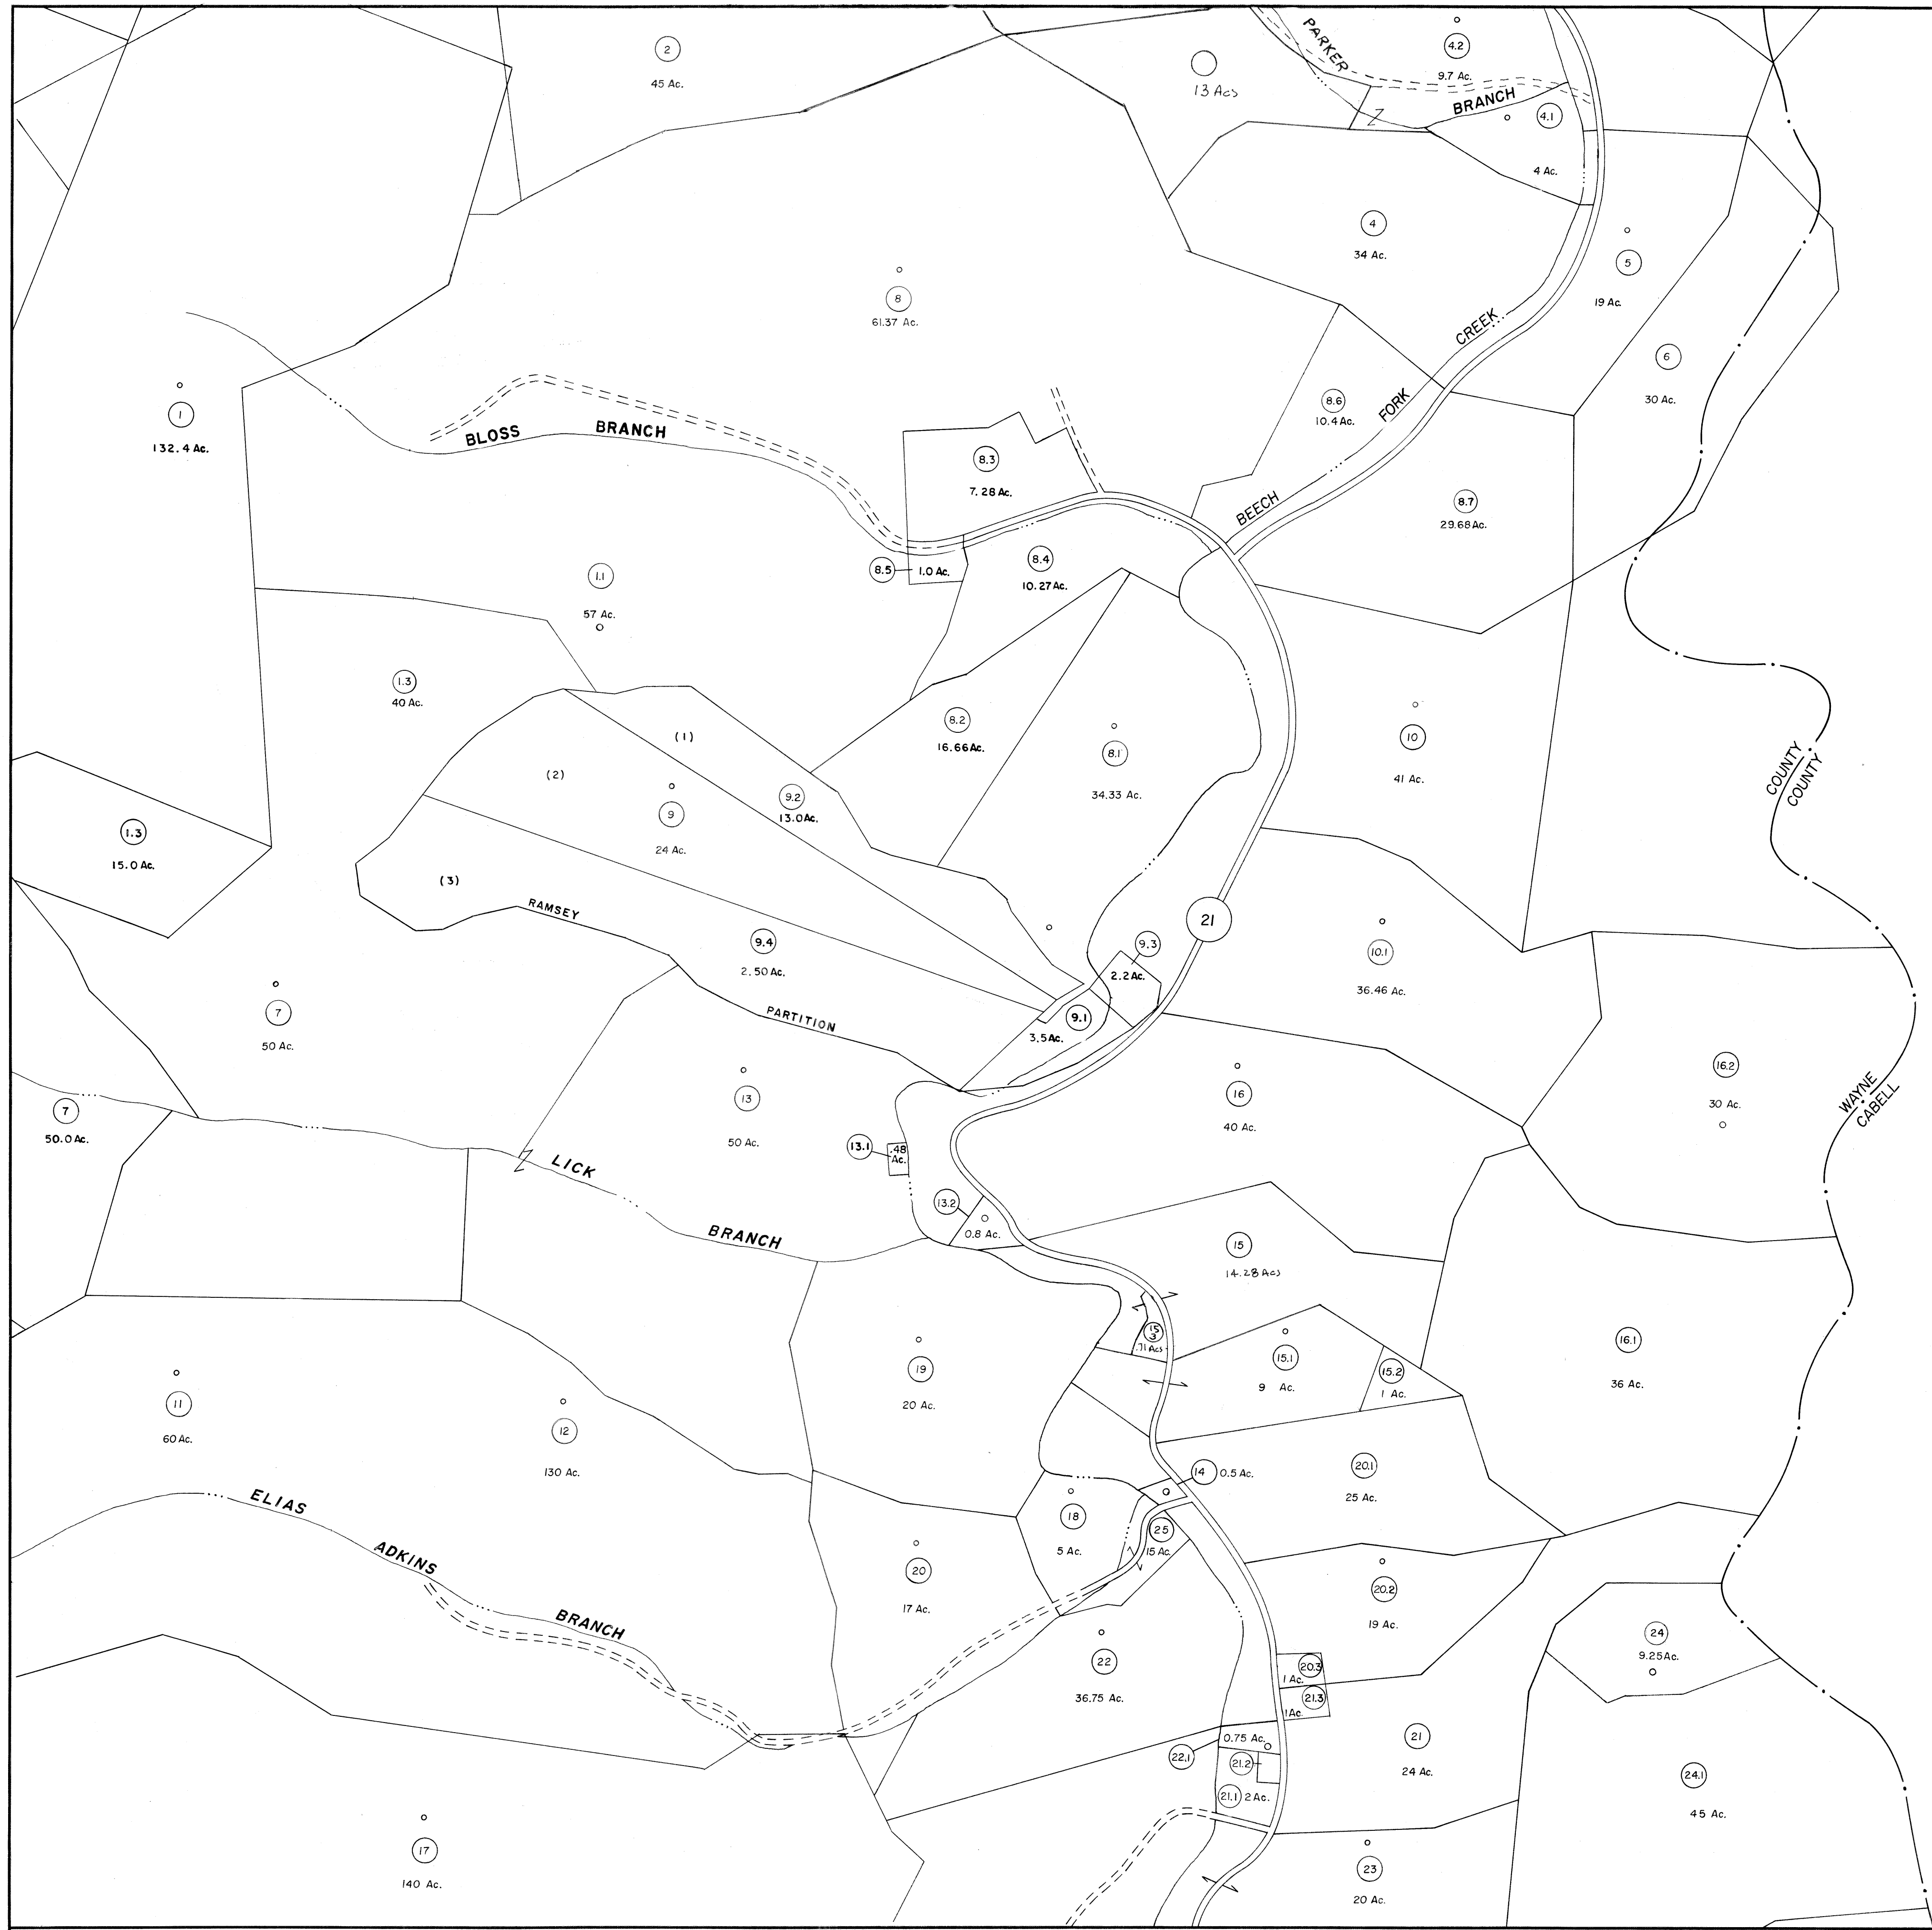 2
45 Ac.
13 Acs
PARKER
BRANCH
4.2
9.7 Ac.
4.1
4 Ac.
4
34 Ac.
5
19 Ac.
6
30 Ac.
8
61.37 Ac.
CREEK
FORK
BEECH
8.6
10.4 Ac.
1
132.4 Ac.
BLOSS BRANCH
8.3
7.28 Ac.
8.7
29.68 Ac.
8.5
1.0 Ac.
8.4
10.27 Ac.
1.1
57 Ac.
1.3
40 Ac.
(1)
(2)
8.2
16.66 Ac.
8.1
34.33 Ac.
10
41 Ac.
COUNTY
COUNTY
9
24 Ac.
9.2
13.0 Ac.
1.3
15.0 Ac.
(3)
RAMSEY
PARTITION
9.4
2.50 Ac.
21
9.3
2.2 Ac.
10.1
36.46 Ac.
7
50 Ac.
9.1
3.5 Ac.
7
50.0 Ac.
13
50 Ac.
16
40 Ac.
16.2
30 Ac.
WAYNE
CABELL
13.1
.48
Ac.
LICK
BRANCH
13.2
0.8 Ac.
15
14.28 Acs
15
3
.71 Acs
15.1
9 Ac.
15.2
1 Ac.
16.1
36 Ac.
19
20 Ac.
11
60 Ac.
12
130 Ac.
14
0.5 Ac.
20.1
25 Ac.
ELIAS
ADKINS
BRANCH
18
5 Ac.
25
15 Ac.
20
17 Ac.
20.2
19 Ac.
22
36.75 Ac.
24
9.25 Ac.
20.3
1 Ac.
21.3
1 Ac.
22.1
0.75 Ac.
21.2
21.1
2 Ac.
21
24 Ac.
24.1
45 Ac.
17
140 Ac.
23
20 Ac.